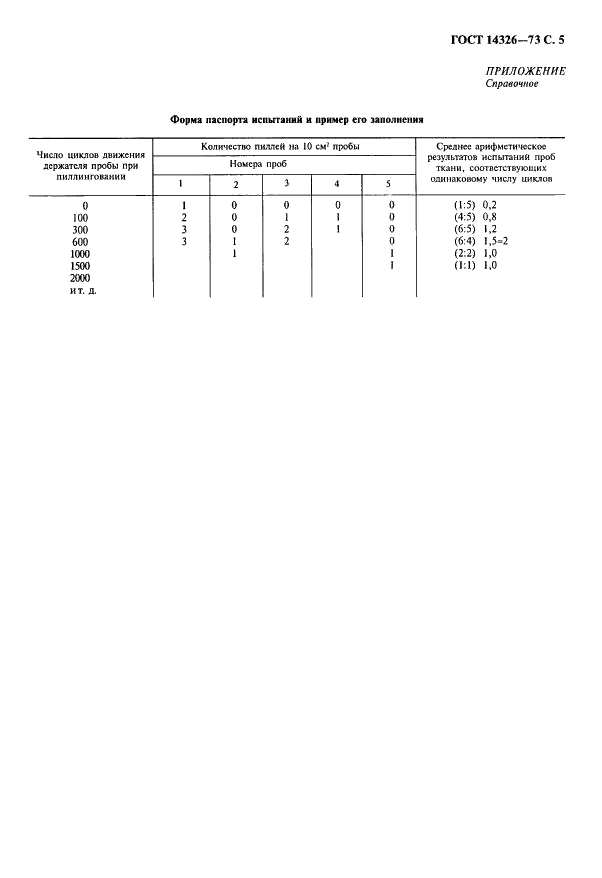 ГОСТ 14326—73 С. 5
ПРИЛОЖЕНИЕ
Справочное
Форма паспорта испытаний и пример его заполнения
Число циклов движения
держателя пробы при
пиллинговании
Количество пиллей на 10 см² пробы
Номера проб
1 2 3 4 5
Среднее арифметическое
результатов испытаний проб
ткани, соответствующих
одинаковому числу циклов
0 1 0 0 0 0 (1:5) 0,2
100 2 0 1 1 0 (4:5) 0,8
300 3 0 2 1 0 (6:5) 1,2
600 3 1 2 0 (6:4) 1,5≈2
1000 1 1 (2:2) 1,0
1500 1 (1:1) 1,0
2000
и т. д.